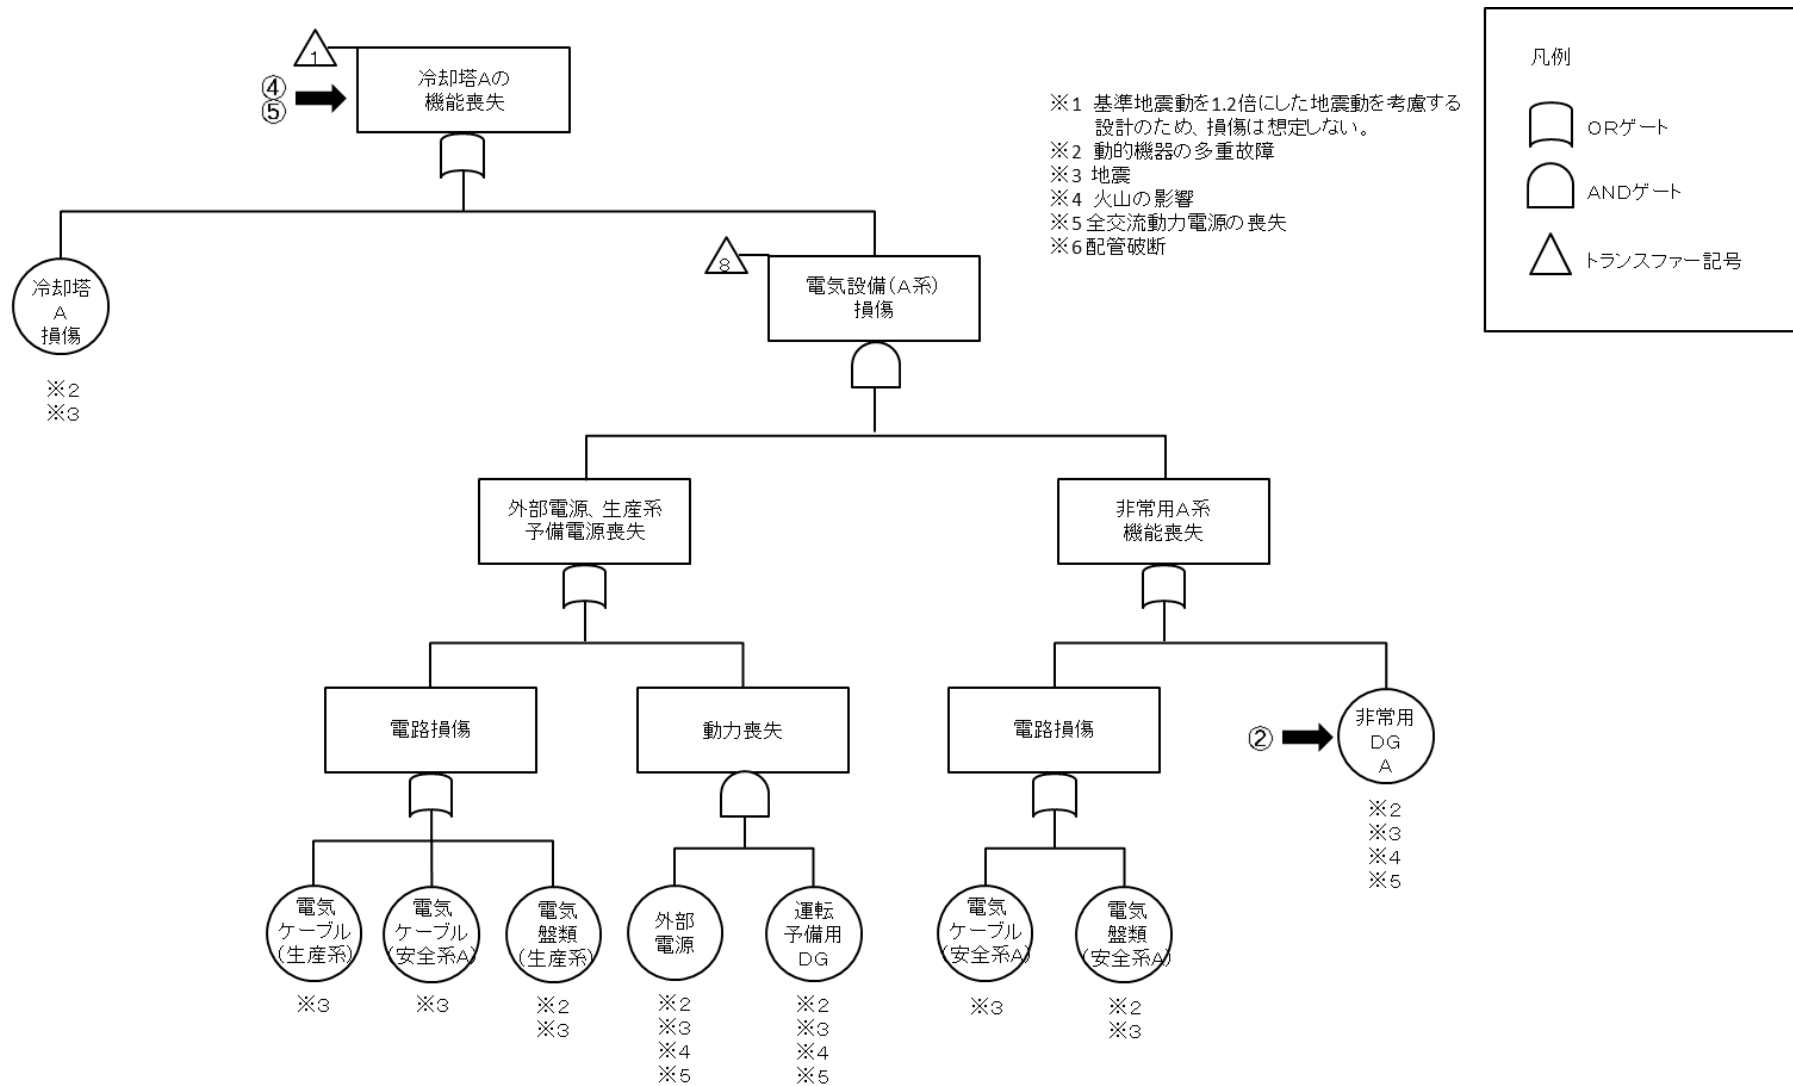 1
冷却塔Aの
機能喪失
④
⑤
※1 基準地震動を1.2倍にした地震動を考慮する
設計のため、損傷は想定しない。
※2 動的機器の多重故障
※3 地震
※4 火山の影響
※5 全交流動力電源の喪失
※6 配管破断
凡例
ORゲート
ANDゲート
トランスファー記号
冷却塔
A
損傷
※2
※3
8
電気設備(A系)
損傷
外部電源、生産系
予備電源喪失
非常用A系
機能喪失
電路損傷
動力喪失
電路損傷
②
非常用
DG
A
※2
※3
※4
※5
電気
ケーブル
(生産系)
※3
電気
ケーブル
(安全系A)
※3
電気
盤類
(生産系)
※2
※3
外部
電源
※2
※3
※4
※5
運転
予備用
DG
※2
※3
※4
※5
電気
ケーブル
(安全系A)
※3
電気
盤類
(安全系A)
※2
※3